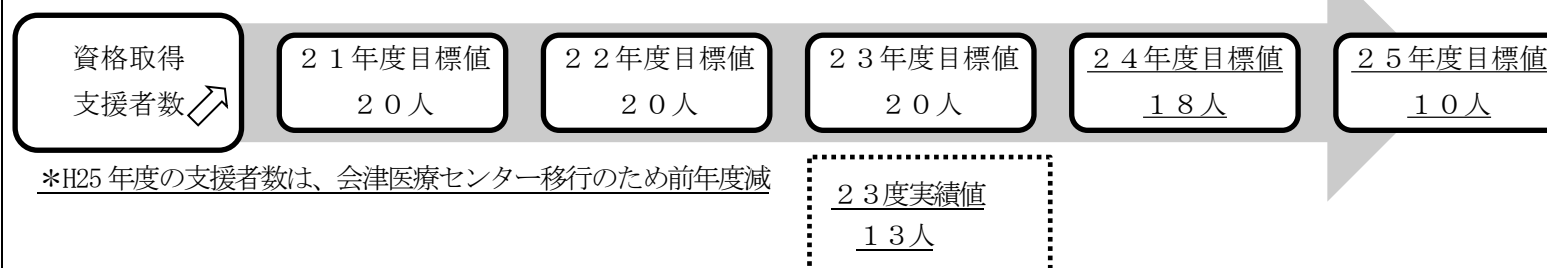 資格取得
支援者数
２１年度目標値
２０人
２２年度目標値
２０人
２３年度目標値
２０人
２４年度目標値
１８人
２５年度目標値
１０人
＊H25 年度の支援者数は、会津医療センター移行のため前年度減
２３度実績値
１３人